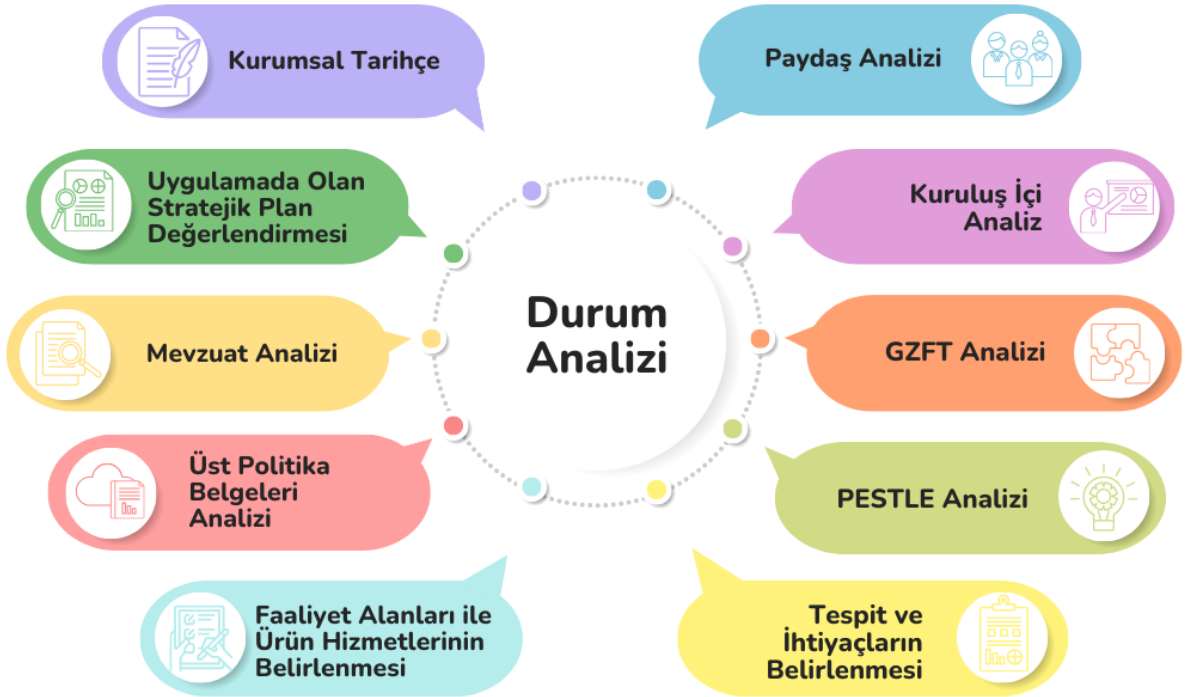 Kurumsal Tarihçe
Uygulamada Olan
Stratejik Plan
Değerlendirmesi
Mevzuat Analizi
Üst Politika
Belgeleri
Analizi
Faaliyet Alanları ile
Ürün Hizmetlerinin
Belirlenmesi
Durum
Analizi
Paydaş Analizi
Kuruluş İçi
Analiz
GZFT Analizi
PESTLE Analizi
Tespit ve
İhtiyaçların
Belirlenmesi